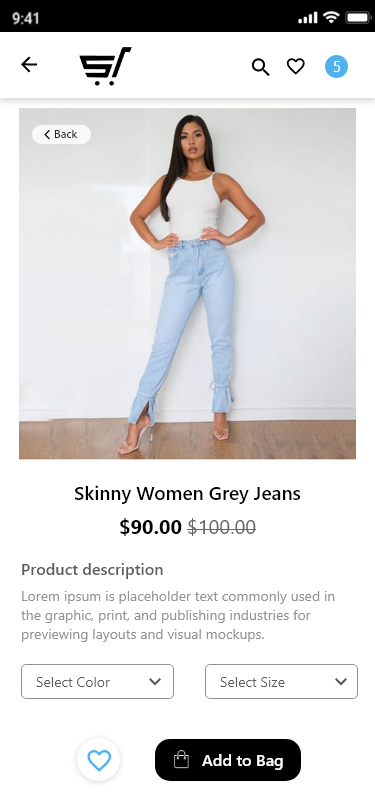 9:41
5
Back
Skinny Women Grey Jeans
$90.00 $100.00
Product description
Lorem ipsum is placeholder text commonly used in
the graphic, print, and publishing industries for
previewing layouts and visual mockups.
Select Color
Select Size
Add to Bag